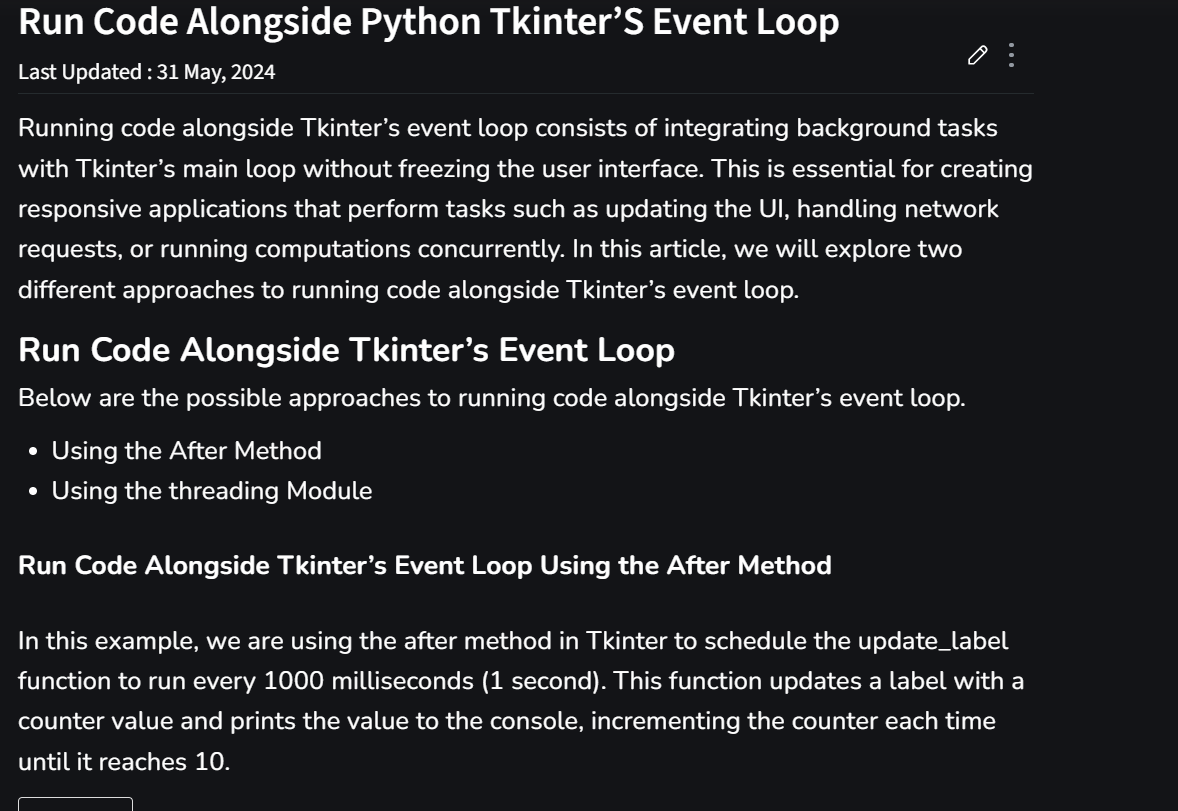 Run Code Alongside Python Tkinter’S Event Loop
Last Updated : 31 May, 2024
Running code alongside Tkinter’s event loop consists of integrating background tasks
with Tkinter’s main loop without freezing the user interface. This is essential for creating
responsive applications that perform tasks such as updating the UI, handling network
requests, or running computations concurrently. In this article, we will explore two
different approaches to running code alongside Tkinter’s event loop.
Run Code Alongside Tkinter’s Event Loop
Below are the possible approaches to running code alongside Tkinter’s event loop.
• Using the After Method
• Using the threading Module
Run Code Alongside Tkinter’s Event Loop Using the After Method
In this example, we are using the after method in Tkinter to schedule the update_label
function to run every 1000 milliseconds (1 second). This function updates a label with a
counter value and prints the value to the console, incrementing the counter each time
until it reaches 10.